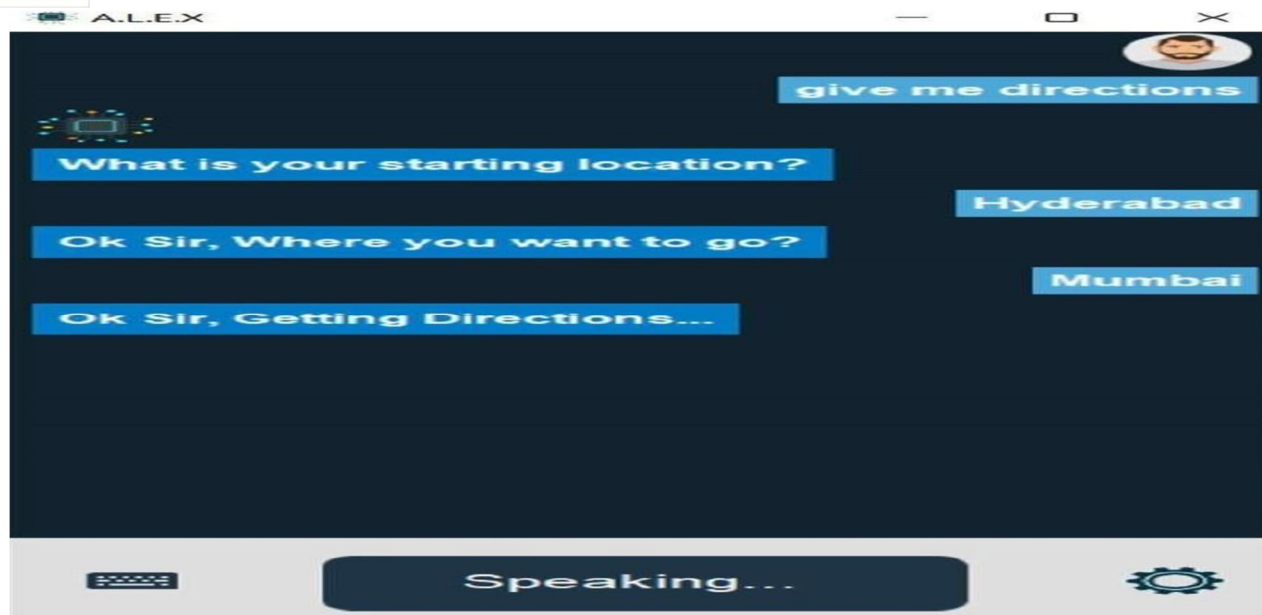 A.L.E.X
give me directions
What is your starting location?
Hyderabad
Ok Sir, Where you want to go?
Mumbai
Ok Sir, Getting Directions...
Speaking...